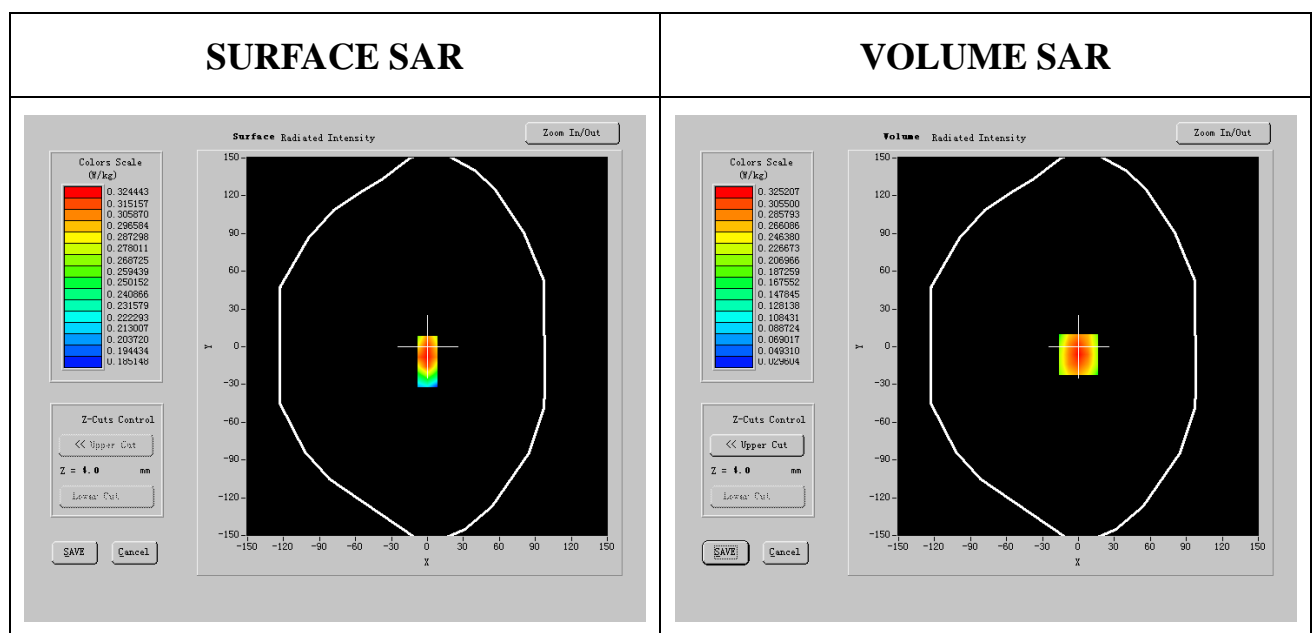 SURFACE SAR
VOLUME SAR
Surface Radiated Intensity
Zoom In/Out
Colors Scale
(W/kg)
0.324443
0.315157
0.305870
0.296584
0.287298
0.278011
0.268725
0.259439
0.250152
0.240866
0.231579
0.222293
0.213007
0.203720
0.194434
0.185148
Z-Cuts Control
<< Upper Cut
Z = 4.0 mm
Lower Cut
SAVE
Cancel
150
120
90
60
30
0
-30
-60
-90
-120
-150
Y
-150 -120 -90 -60 -30 0 30 60 90 120 150
X
Volume Radiated Intensity
Zoom In/Out
Colors Scale
(W/kg)
0.325207
0.305500
0.285793
0.266086
0.246380
0.226673
0.206966
0.187259
0.167552
0.147845
0.128138
0.108431
0.088724
0.069017
0.049310
0.029604
Z-Cuts Control
<< Upper Cut
Z = 4.0 mm
Lower Cut
SAVE
Cancel
150
120
90
60
30
0
-30
-60
-90
-120
-150
Y
-150 -120 -90 -60 -30 0 30 60 90 120 150
X